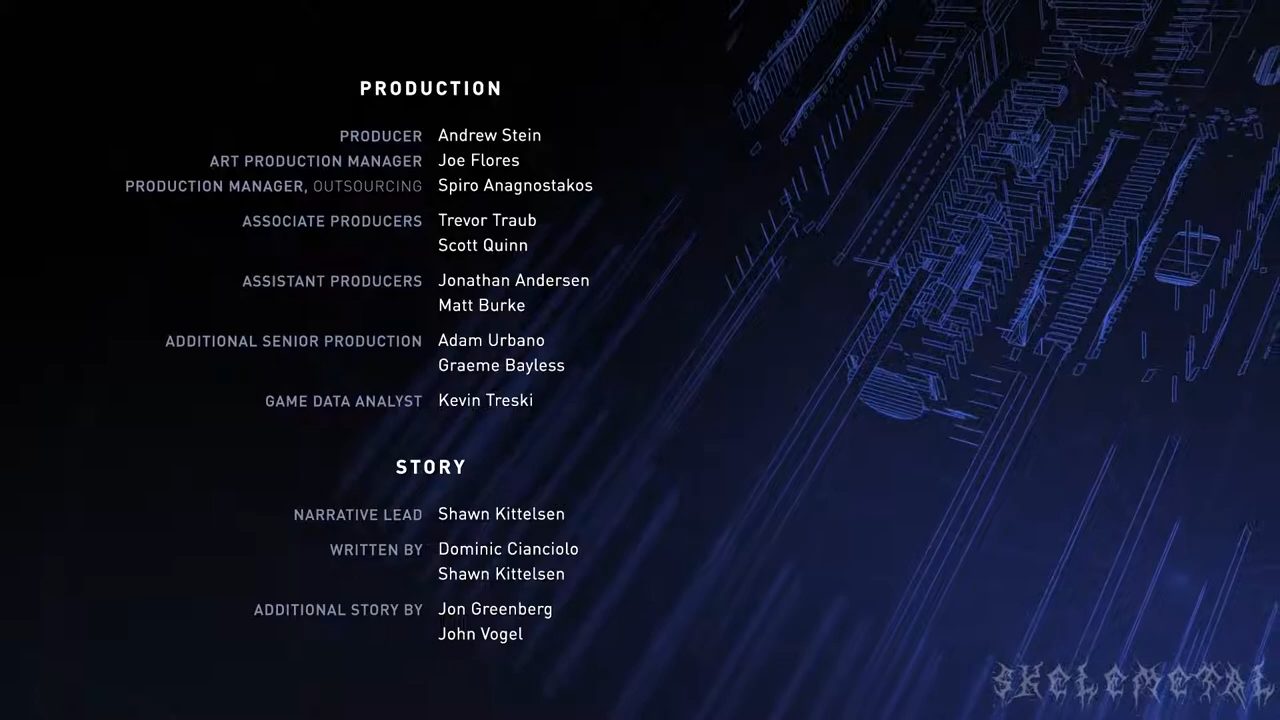 PRODUCTION
PRODUCER Andrew Stein
ART PRODUCTION MANAGER Joe Flores
PRODUCTION MANAGER, OUTSOURCING Spiro Anagnostakos
ASSOCIATE PRODUCERS Trevor Traub
Scott Quinn
ASSISTANT PRODUCERS Jonathan Andersen
Matt Burke
ADDITIONAL SENIOR PRODUCTION Adam Urbano
Graeme Bayless
GAME DATA ANALYST Kevin Treski
STORY
NARRATIVE LEAD Shawn Kittelsen
WRITTEN BY Dominic Cianciolo
Shawn Kittelsen
ADDITIONAL STORY BY Jon Greenberg
John Vogel
SKELEMETAL